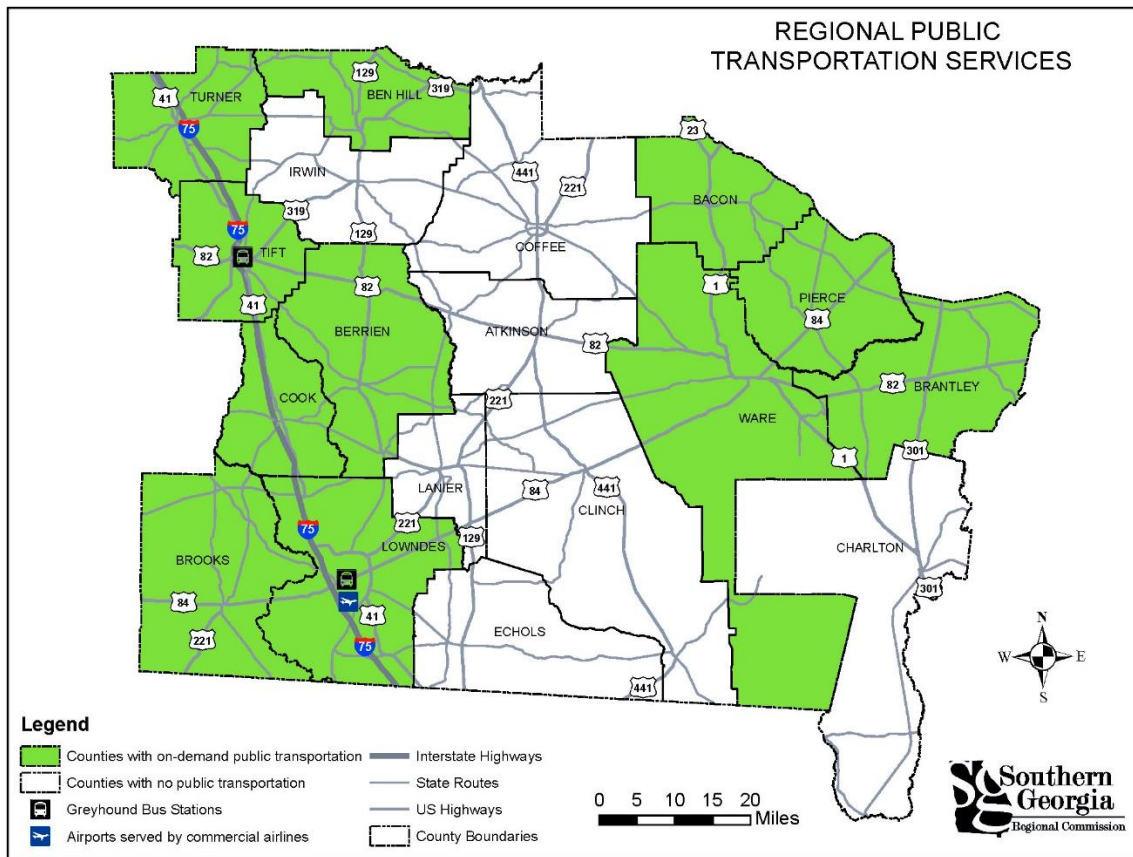 REGIONAL PUBLIC
TRANSPORTATION SERVICES
129
BEN HILL
319
41
TURNER
75
23
IRWIN
441
221
BACON
319
75
129
82
TIFT
COFFEE
82
1
PIERCE
41
84
BERRIEN
ATKINSON
82
COOK
221
82
BRANTLEY
WARE
301
1
LANIER
84
441
CLINCH
75
221
LOWNDES
129
CHARLTON
BROOKS
301
84
41
221
75
ECHOLS
441
N
W
E
S
Legend
Counties with on-demand public transportation
Counties with no public transportation
Greyhound Bus Stations
Airports served by commercial airlines
Interstate Highways
State Routes
US Highways
County Boundaries
0 5 10 15 20
Miles
Sg
Southern
Georgia
Regional Commission